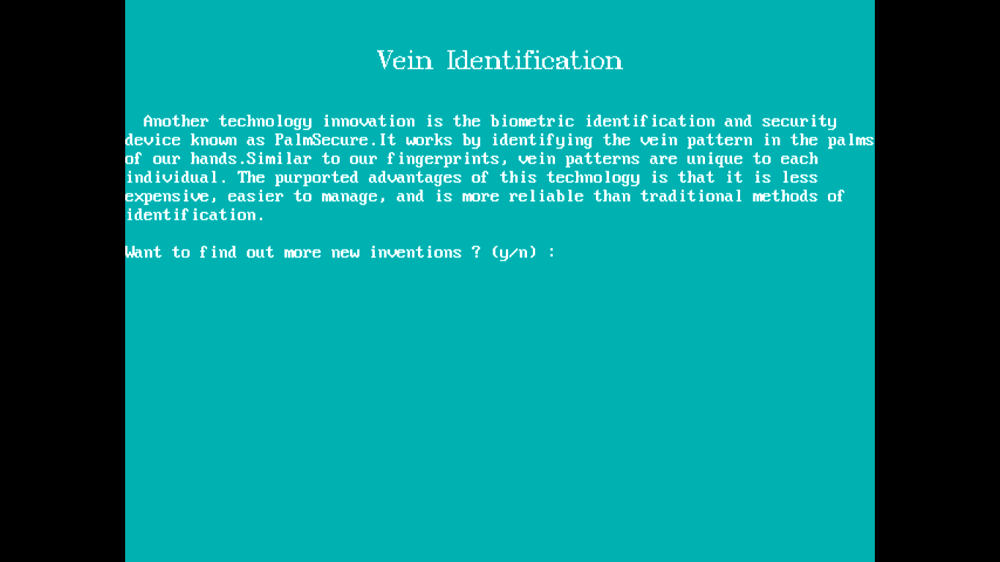 Vein Identification
Another technology innovation is the biometric identification and security
device known as PalmSecure.It works by identifying the vein pattern in the palms
of our hands.Similar to our fingerprints, vein patterns are unique to each
individual. The purported advantages of this technology is that it is less
expensive, easier to manage, and is more reliable than traditional methods of
identification.
Want to find out more new inventions ? (y/n) :